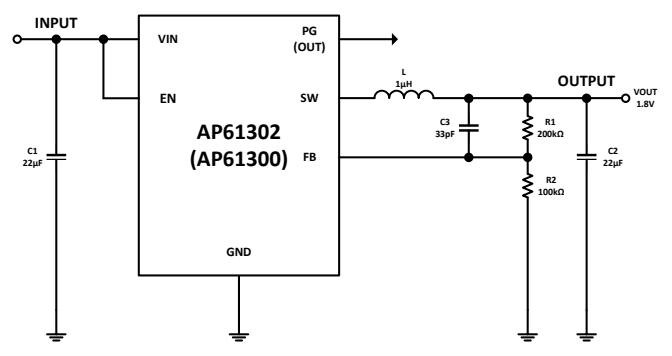 INPUT
VIN
PG
(OUT)
L
1µH
OUTPUT
VOUT
1.8V
EN
SW
C3
33pF
R1
200kΩ
AP61302
(AP61300)
FB
C1
22µF
C2
22µF
R2
100kΩ
GND